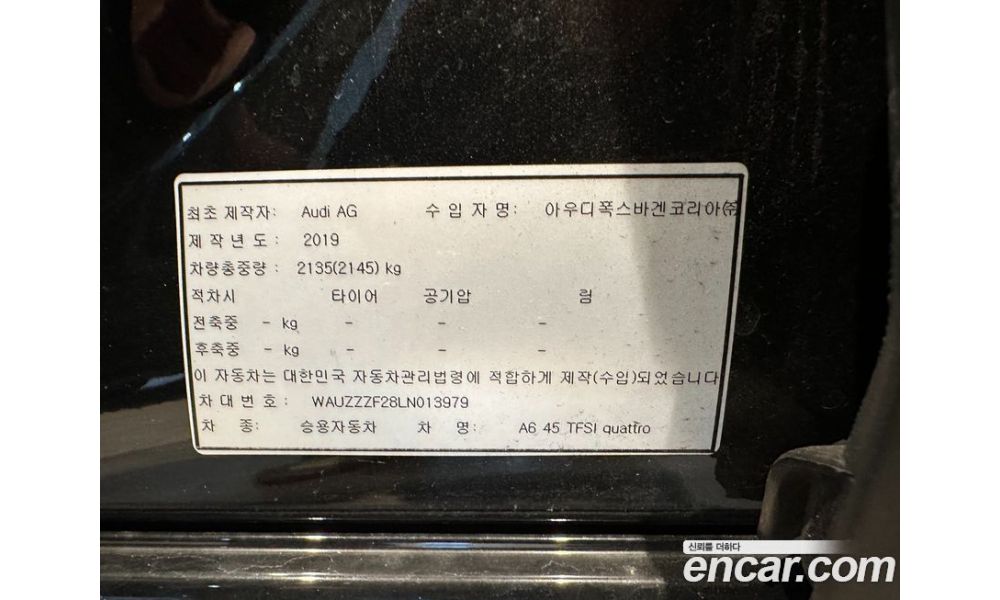 최초 제작자: Audi AG 수 입 자 명: 아우디폭스바겐코리아㈜
제 작 년 도 : 2019
차량총중량 : 2135(2145) kg
적차시 타이어 공기압 림
전축중 - kg - - -
후축중 - kg - - -
이 자동차는 대한민국 자동차관리법령에 적합하게 제작(수입)되었습니다
차 대 번 호 : WAUZZZF28LN013979
차 종: 승용자동차 차 명: A6 45 TFSI quattro
신뢰를 더하다
encar.com